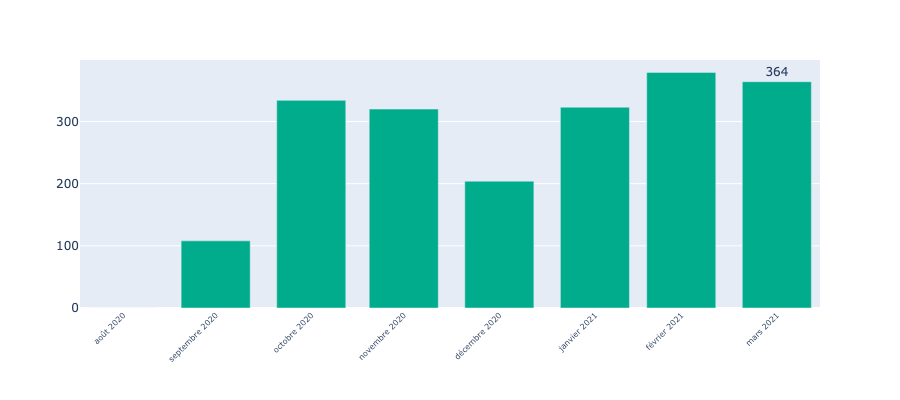 364
300
200
100
0
août 2020
septembre 2020
octobre 2020
novembre 2020
décembre 2020
janvier 2021
février 2021
mars 2021